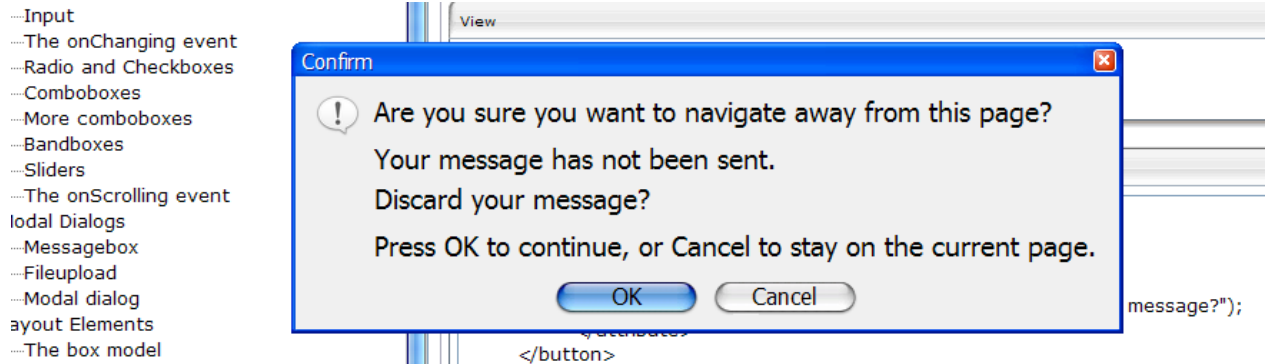 Input
The onChanging event
Radio and Checkboxes
Comboboxes
More comboboxes
Bandboxes
Sliders
The onScrolling event
lodal Dialogs
Messagebox
Fileupload
Modal dialog
ayout Elements
The box model
View
Confirm
Are you sure you want to navigate away from this page?
Your message has not been sent.
Discard your message?
Press OK to continue, or Cancel to stay on the current page.
OK Cancel
message?");
</attribute>
</button>